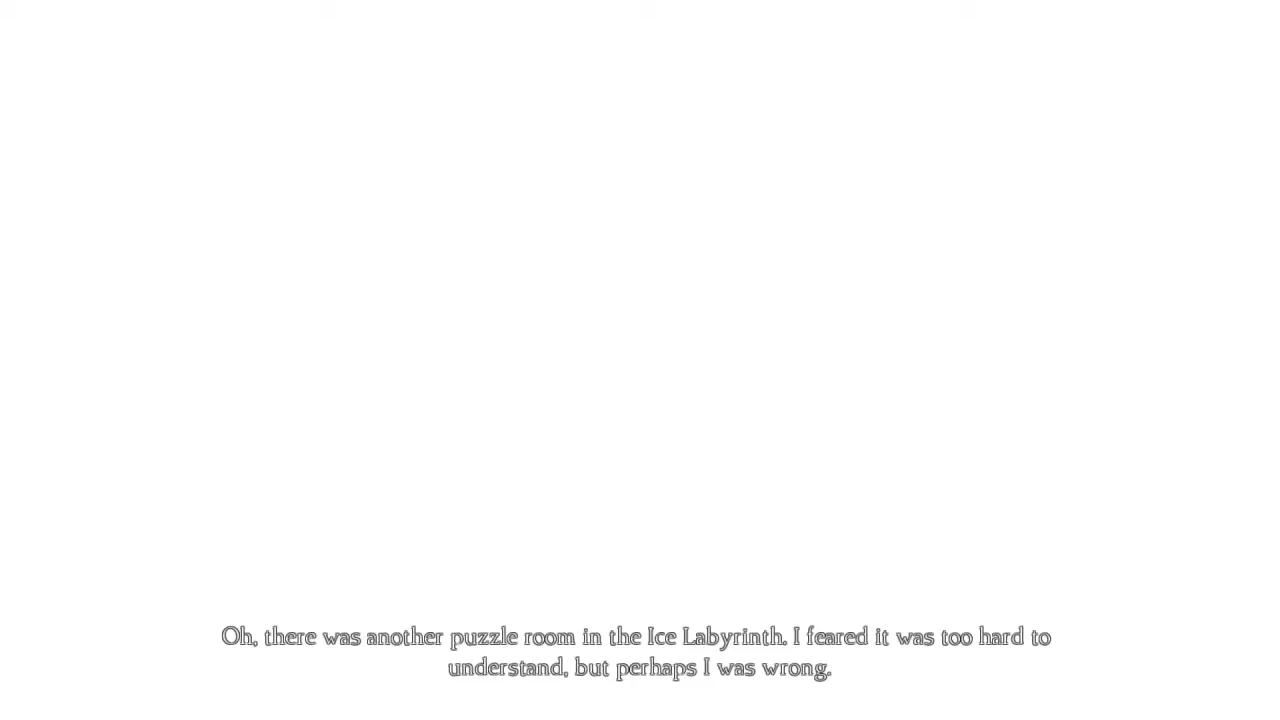 Oh, there was another puzzle room in the Ice Labyrinth. I feared it was too hard to
understand, but perhaps I was wrong.